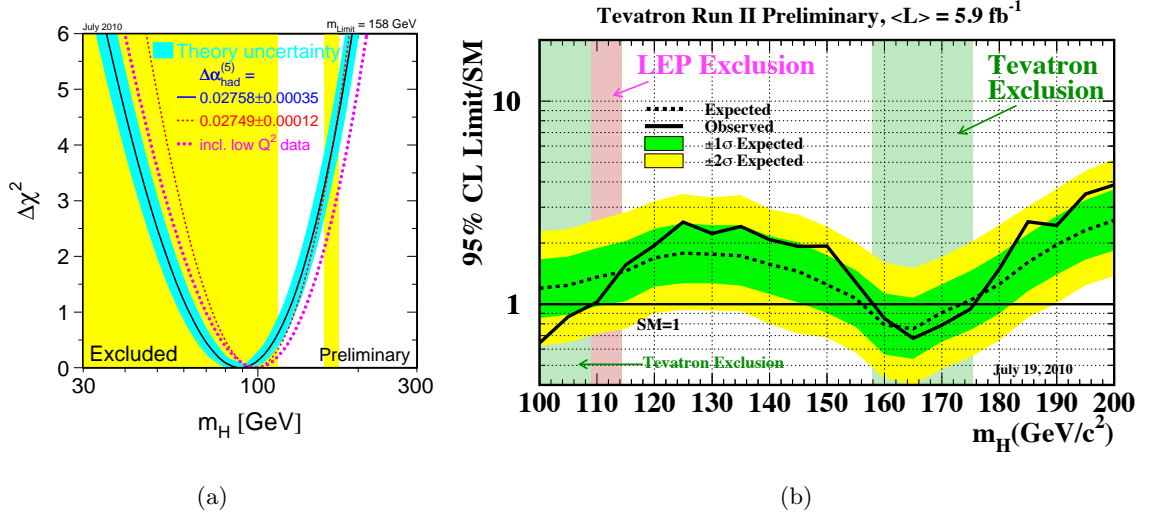 July 2010
m_Limit = 158 GeV
6
5
4
3
2
1
0
Δχ²
Theory uncertainty
Δα_had^(5) =
0.02758±0.00035
0.02749±0.00012
incl. low Q² data
Excluded
Preliminary
30
100
300
m_H [GeV]
(a)
Tevatron Run II Preliminary, <L> = 5.9 fb⁻¹
95% CL Limit/SM
10
1
LEP Exclusion
Tevatron
Exclusion
Expected
Observed
±1σ Expected
±2σ Expected
SM=1
Tevatron Exclusion
July 19, 2010
100 110 120 130 140 150 160 170 180 190 200
m_H(GeV/c²)
(b)